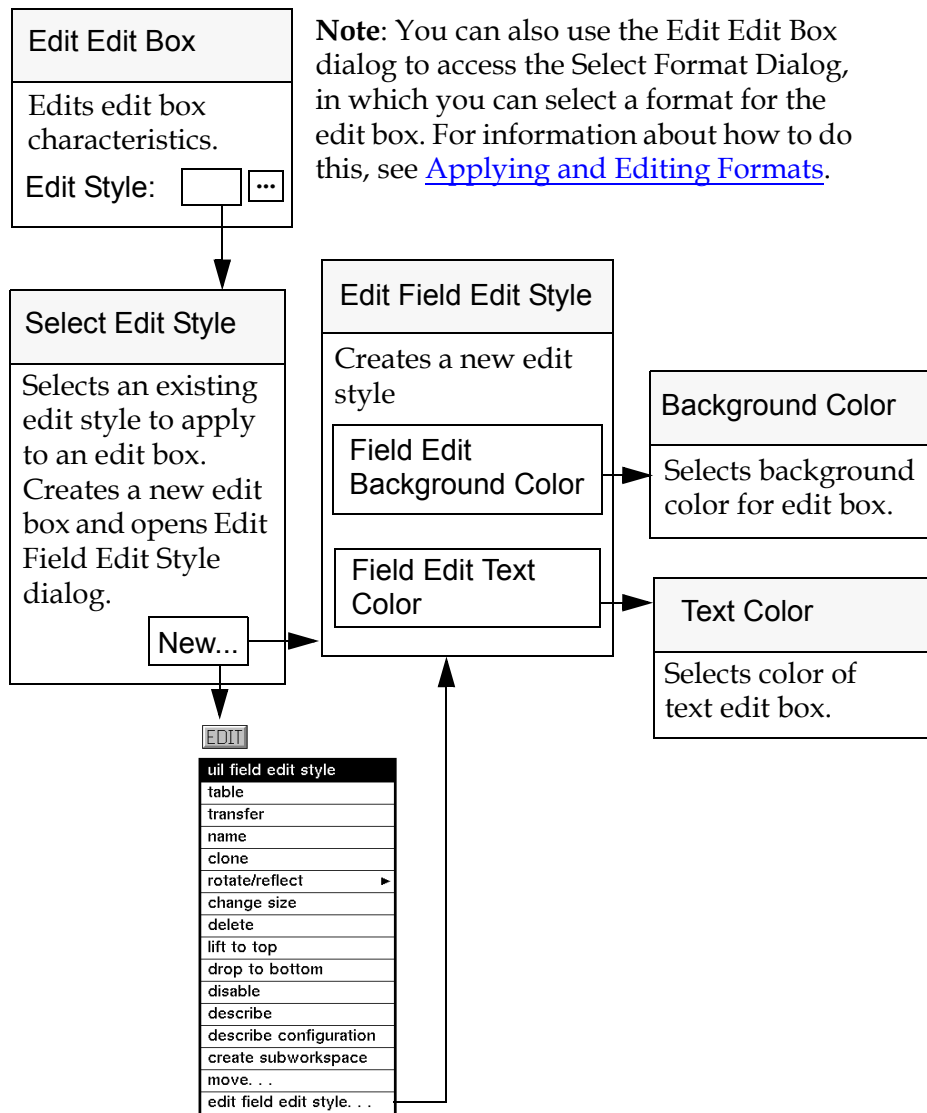 Edit Edit Box
Edits edit box
characteristics.
Edit Style:
...
Note: You can also use the Edit Edit Box
dialog to access the Select Format Dialog,
in which you can select a format for the
edit box. For information about how to do
this, see Applying and Editing Formats.
Select Edit Style
Selects an existing
edit style to apply
to an edit box.
Creates a new edit
box and opens Edit
Field Edit Style
dialog.
New...
Edit Field Edit Style
Creates a new edit
style
Field Edit
Background Color
Field Edit Text
Color
Background Color
Selects background
color for edit box.
Text Color
Selects color of
text edit box.
EDIT
uil field edit style
table
transfer
name
clone
rotate/reflect
change size
delete
lift to top
drop to bottom
disable
describe
describe configuration
create subworkspace
move. . .
edit field edit style. . .